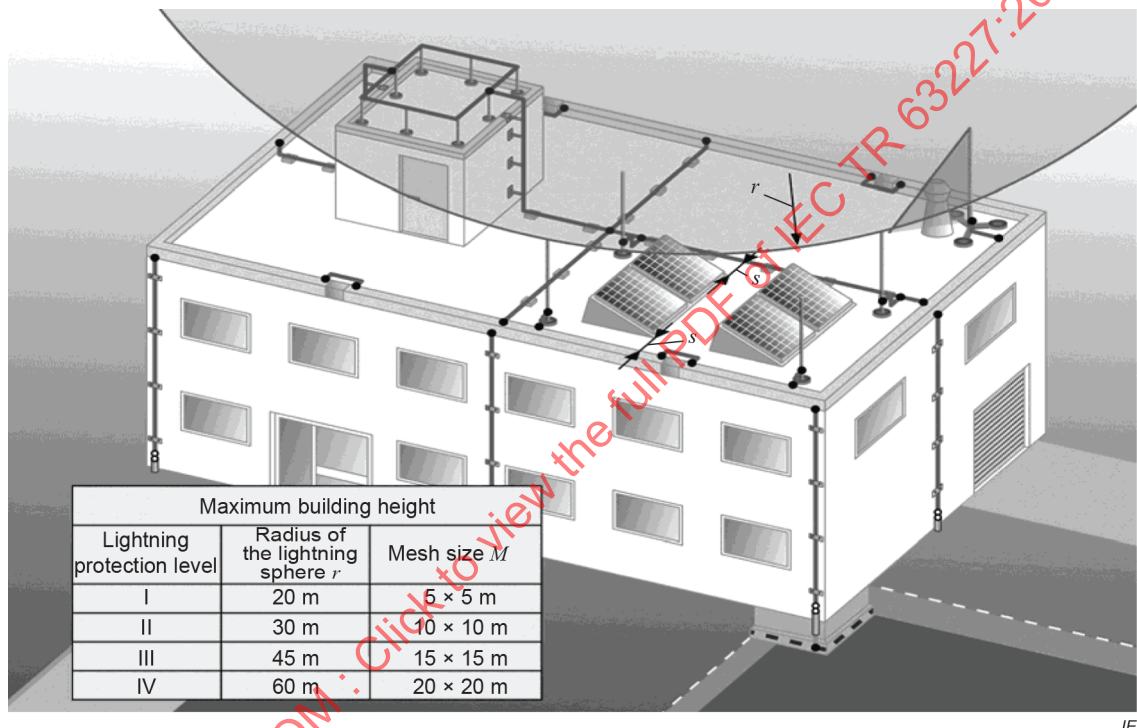 r
s
s
Maximum building height
Lightning protection level
Radius of the lightning sphere r
Mesh size M
I
20 m
5 × 5 m
II
30 m
10 × 10 m
III
45 m
15 × 15 m
IV
60 m
20 × 20 m
OM : Click to view the full PDF of IEC TR 63227:20